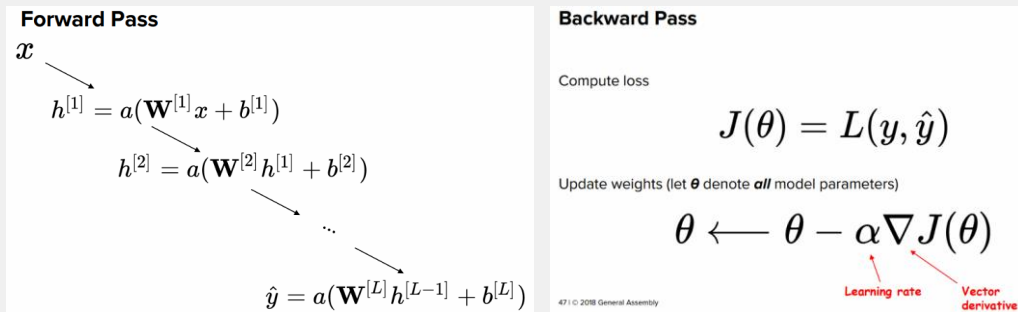 Forward Pass
x
h^{[1]} = a(W^{[1]}x + b^{[1]})
h^{[2]} = a(W^{[2]}h^{[1]} + b^{[2]})
...
ŷ = a(W^{[L]}h^{[L-1]} + b^{[L]})
Backward Pass
Compute loss
J(θ) = L(y, ŷ)
Update weights (let θ denote all model parameters)
θ ⟵ θ − α∇J(θ)
Learning rate
Vector
derivative
47 | © 2018 General Assembly